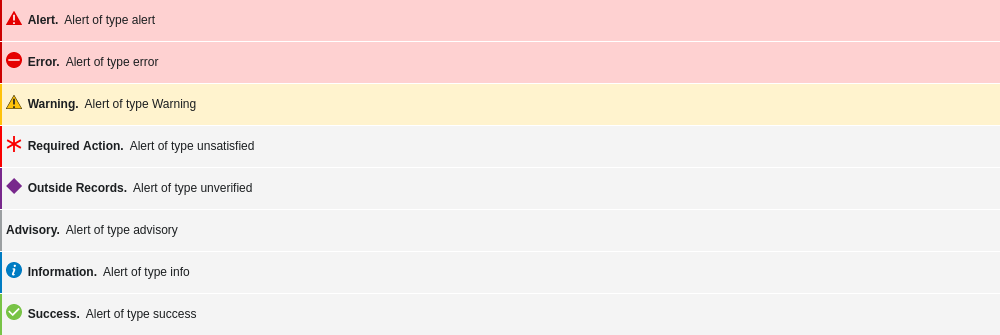 Alert. Alert of type alert
Error. Alert of type error
Warning. Alert of type Warning
Required Action. Alert of type unsatisfied
Outside Records. Alert of type unverified
Advisory. Alert of type advisory
Information. Alert of type info
Success. Alert of type success